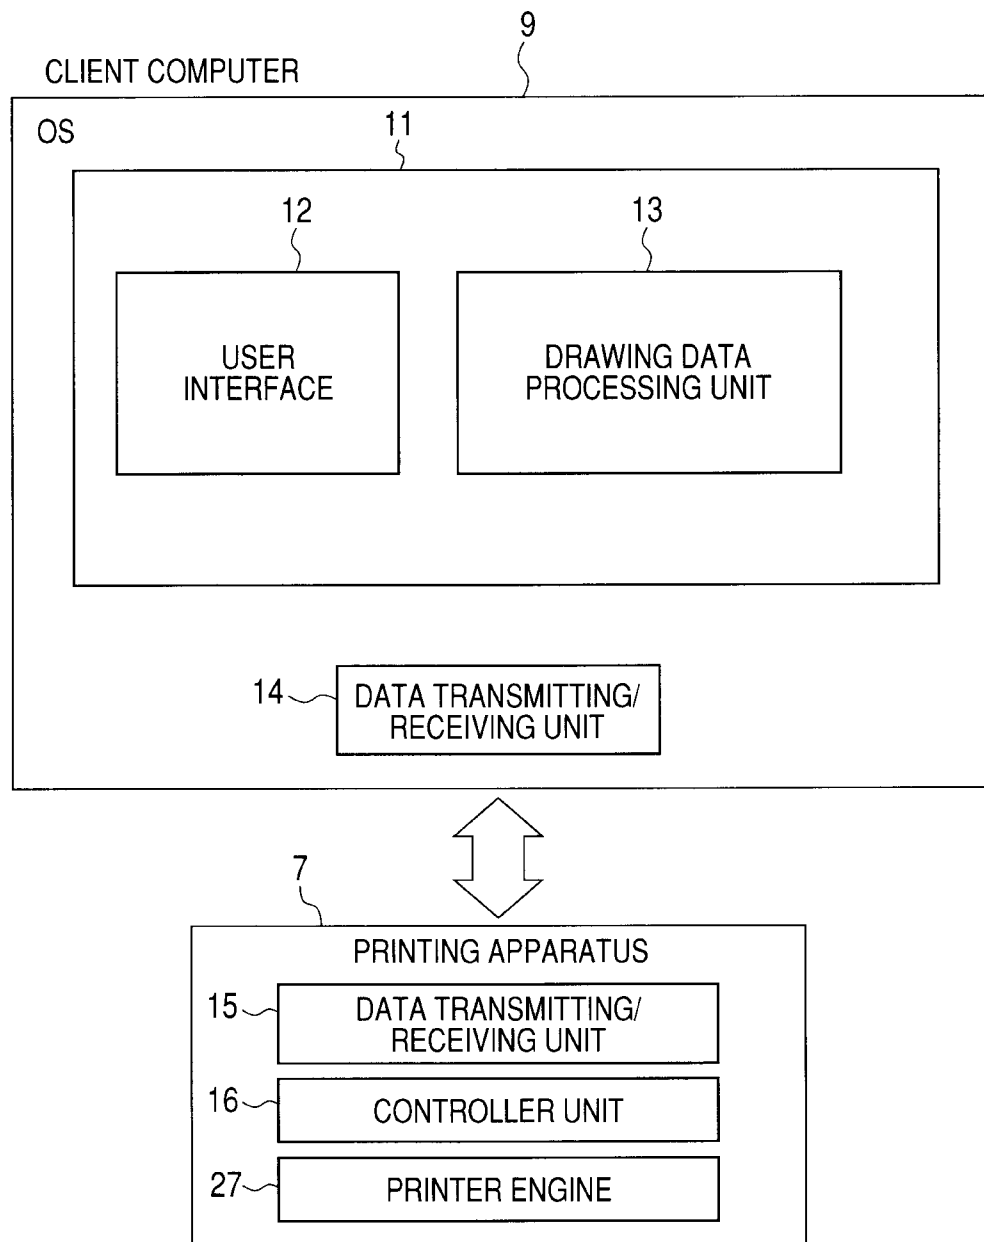 9
CLIENT COMPUTER
OS
11
12
13
USER
INTERFACE
DRAWING DATA
PROCESSING UNIT
14
DATA TRANSMITTING/
RECEIVING UNIT
7
PRINTING APPARATUS
15
DATA TRANSMITTING/
RECEIVING UNIT
16
CONTROLLER UNIT
27
PRINTER ENGINE